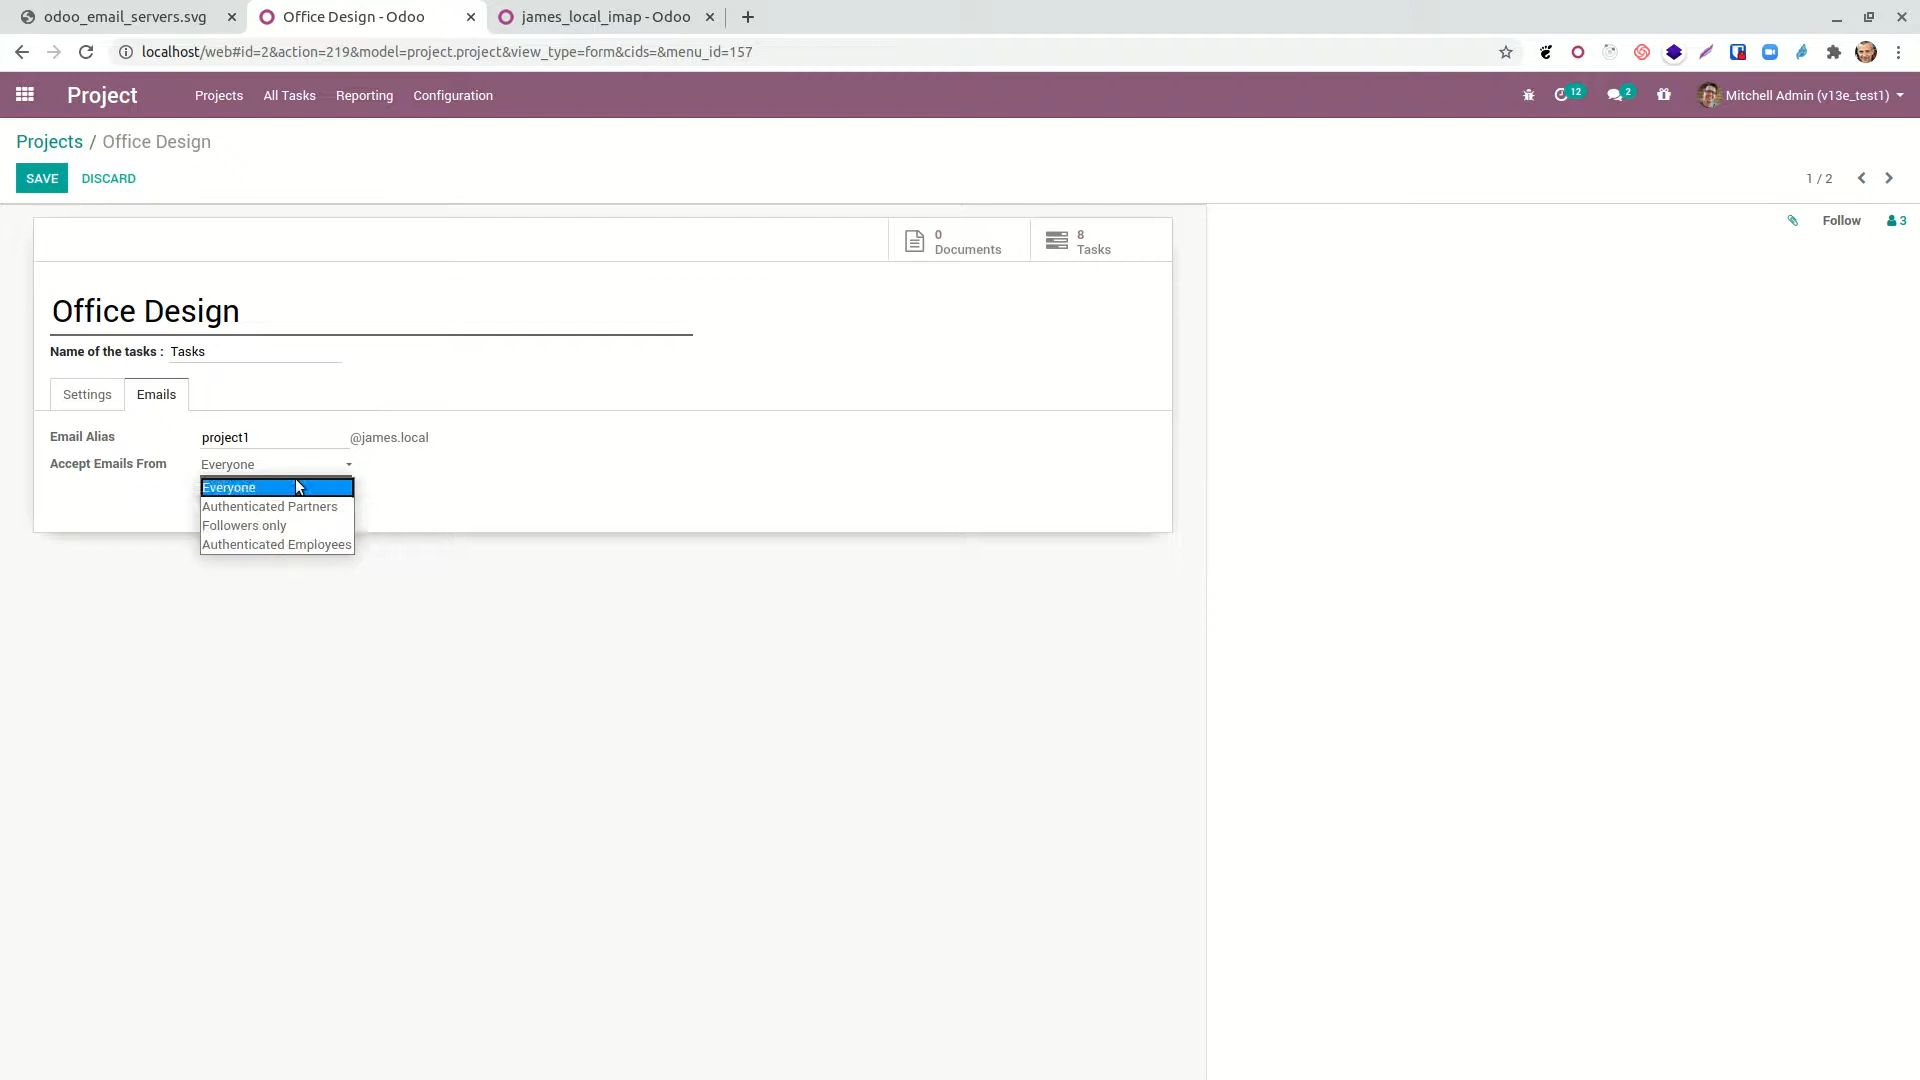 odoo_email_servers.svg
Office Design - Odoo
james_local_imap - Odoo
localhost/web#id=2&action=219&model=project.project&view_type=form&cids=&menu_id=157
Project
Projects
All Tasks
Reporting
Configuration
12
2
Mitchell Admin (v13e_test1)
Projects / Office Design
SAVE
DISCARD
1 / 2
0
Documents
8
Tasks
Follow
3
Office Design
Name of the tasks : Tasks
Settings
Emails
Email Alias
project1 @james.local
Accept Emails From
Everyone
Everyone
Authenticated Partners
Followers only
Authenticated Employees